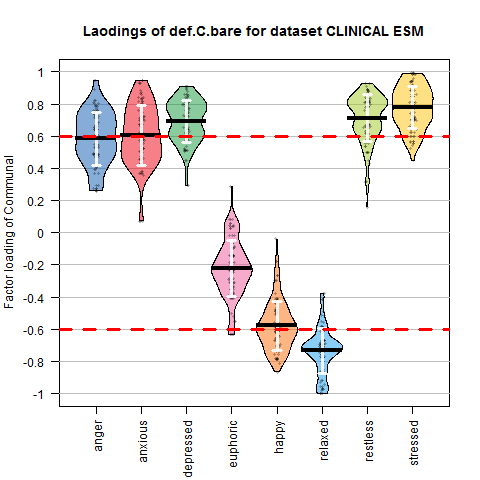 Laodings of def.C.bare for dataset CLINICAL ESM
Factor loading of Communal
1
0.8
0.6
0.4
0.2
0
-0.2
-0.4
-0.6
-0.8
-1
anger
anxious
depressed
euphoric
happy
relaxed
restless
stressed